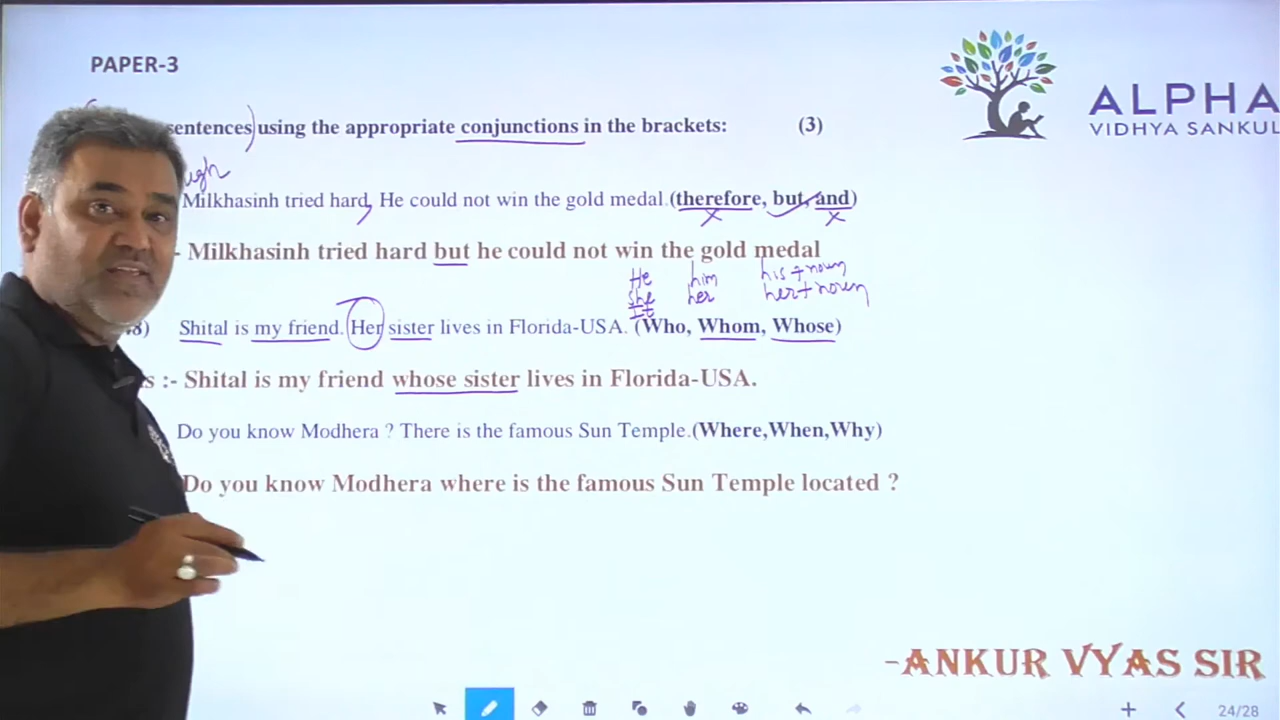 PAPER-3
sentences) using the appropriate conjunctions in the brackets: (3)
ugh
Milkhasinh tried hard, He could not win the gold medal.(therefore, but, and)
- Milkhasinh tried hard but he could not win the gold medal
He him his + noun
she her her + noun
It
8) Shital is my friend. Her sister lives in Florida-USA. (Who, Whom, Whose)
s :- Shital is my friend whose sister lives in Florida-USA.
Do you know Modhera ? There is the famous Sun Temple.(Where,When,Why)
Do you know Modhera where is the famous Sun Temple located ?
ALPHA
VIDHYA SANKUL
-ANKUR VYAS SIR
24/28